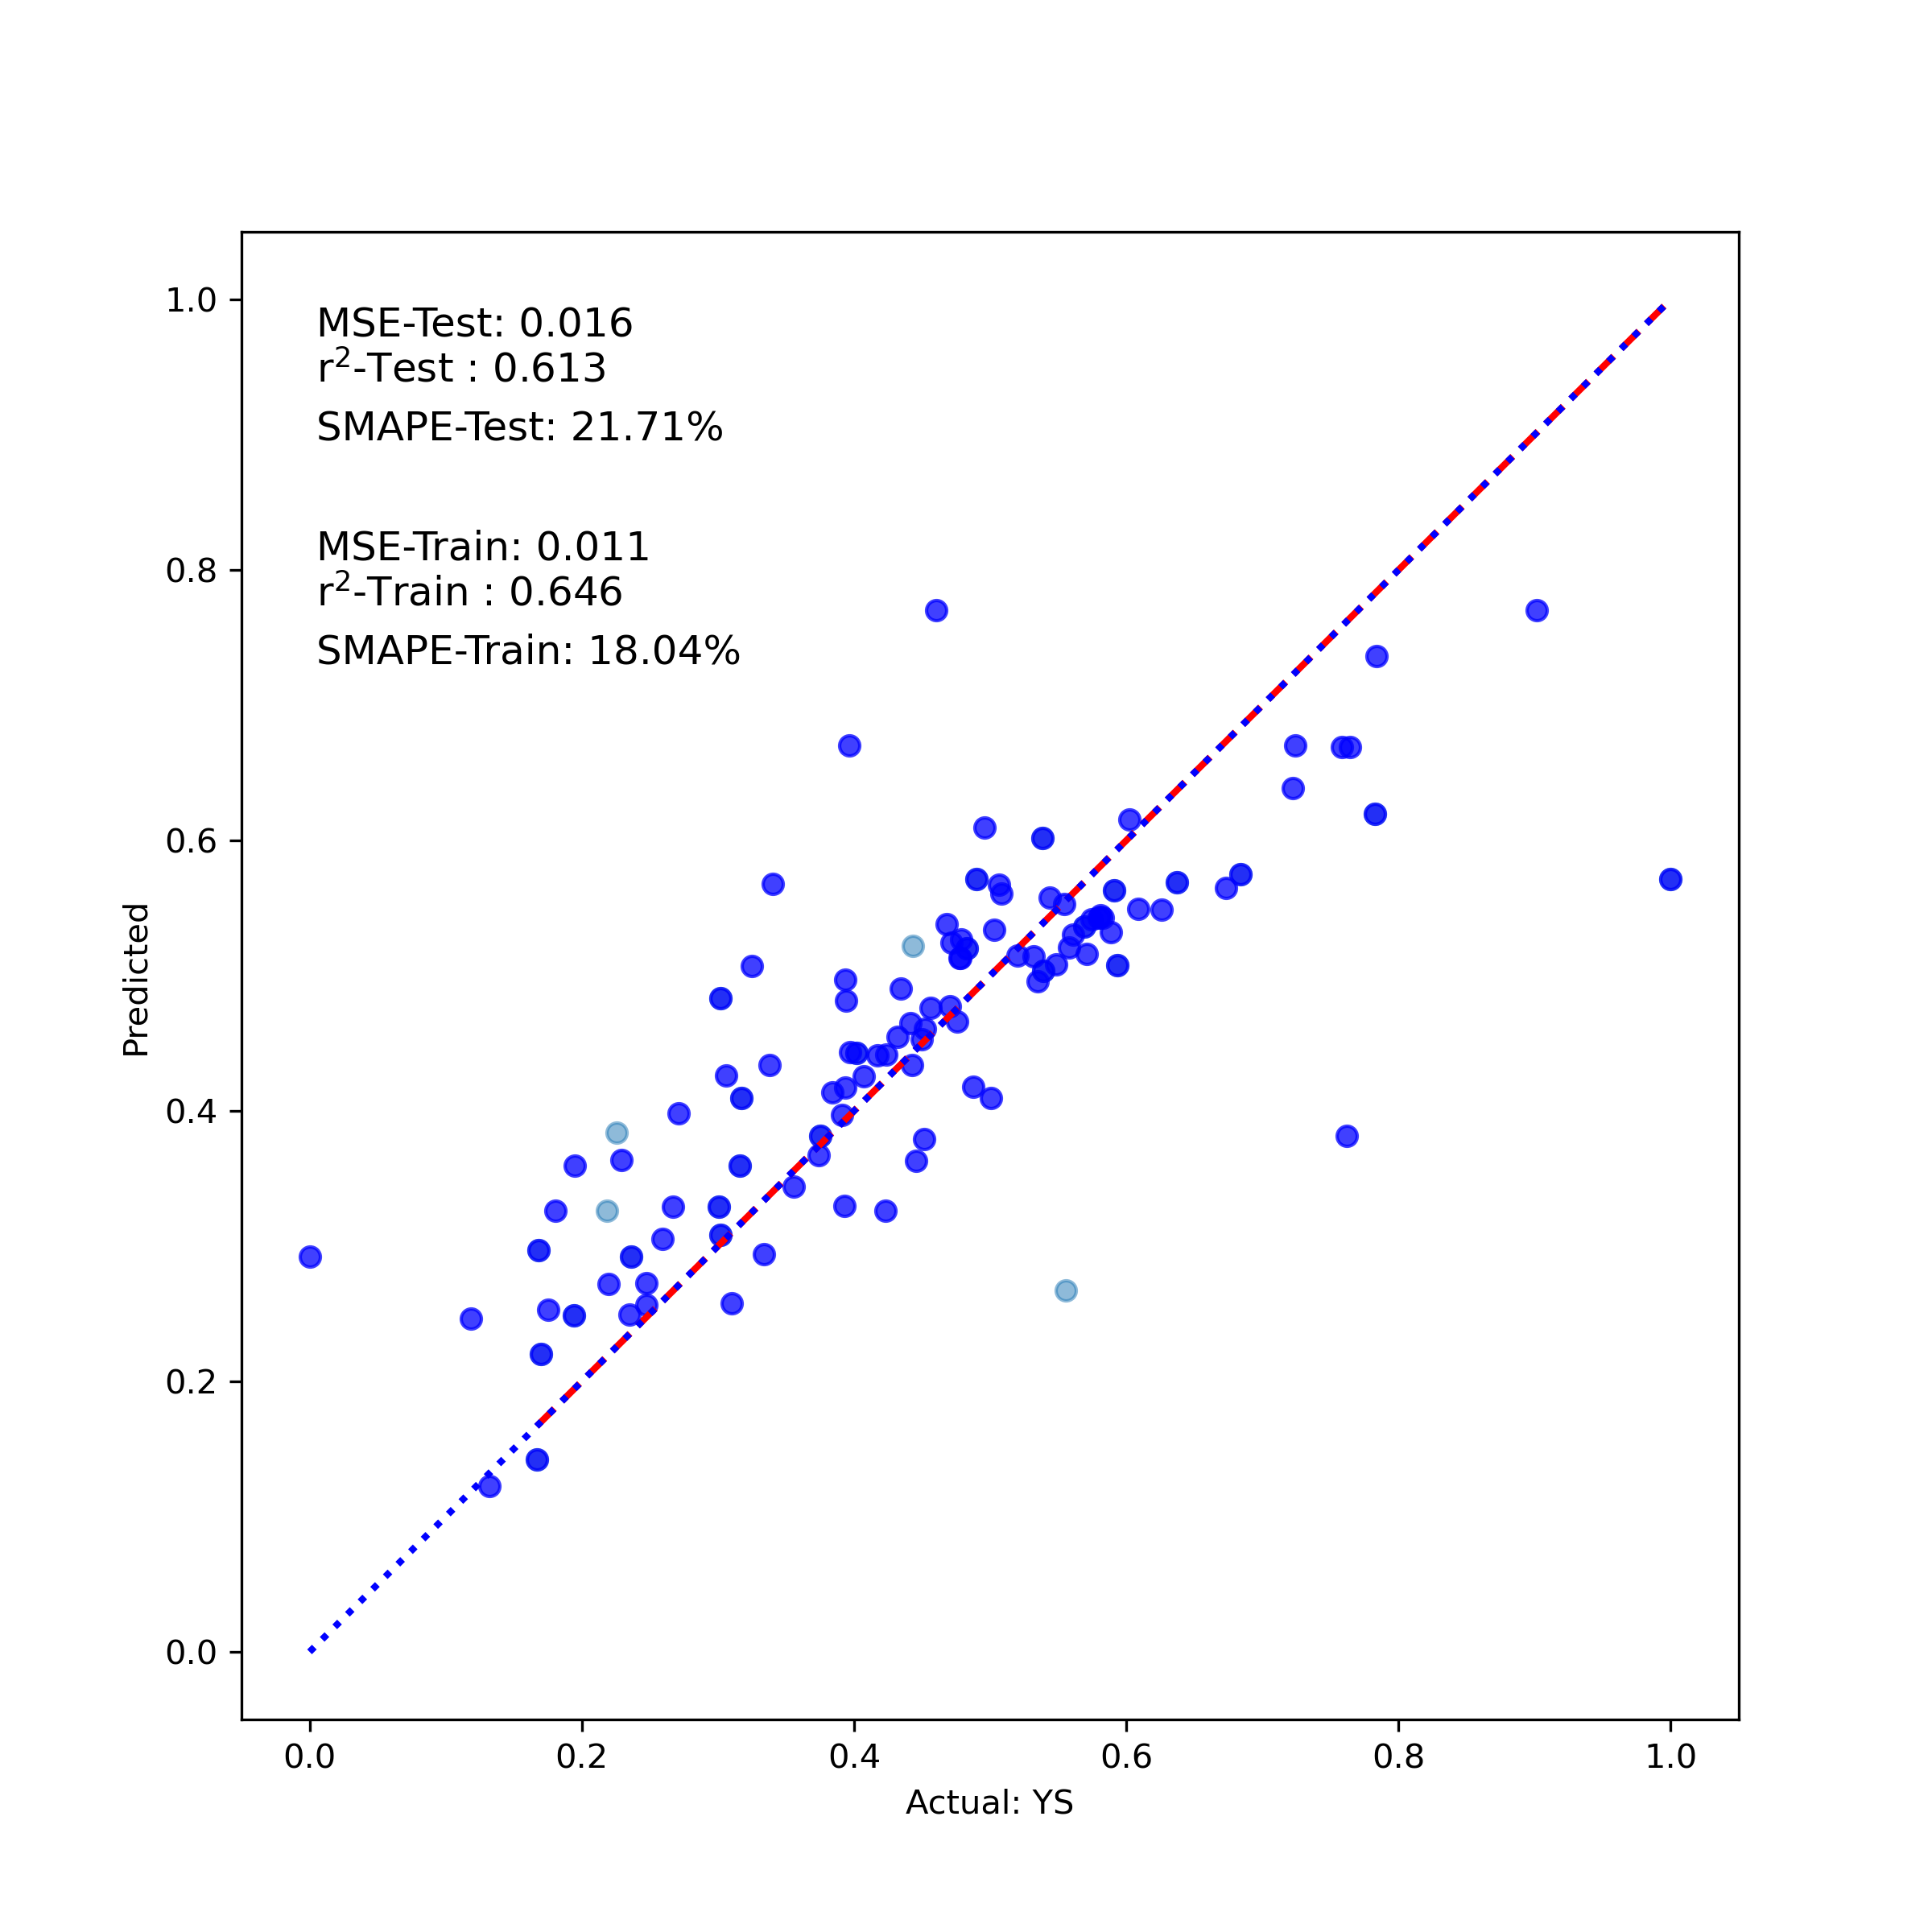 MSE-Test: 0.016
r²-Test : 0.613
SMAPE-Test: 21.71%
MSE-Train: 0.011
r²-Train : 0.646
SMAPE-Train: 18.04%
Predicted
1.0
0.8
0.6
0.4
0.2
0.0
0.0 0.2 0.4 0.6 0.8 1.0
Actual: YS